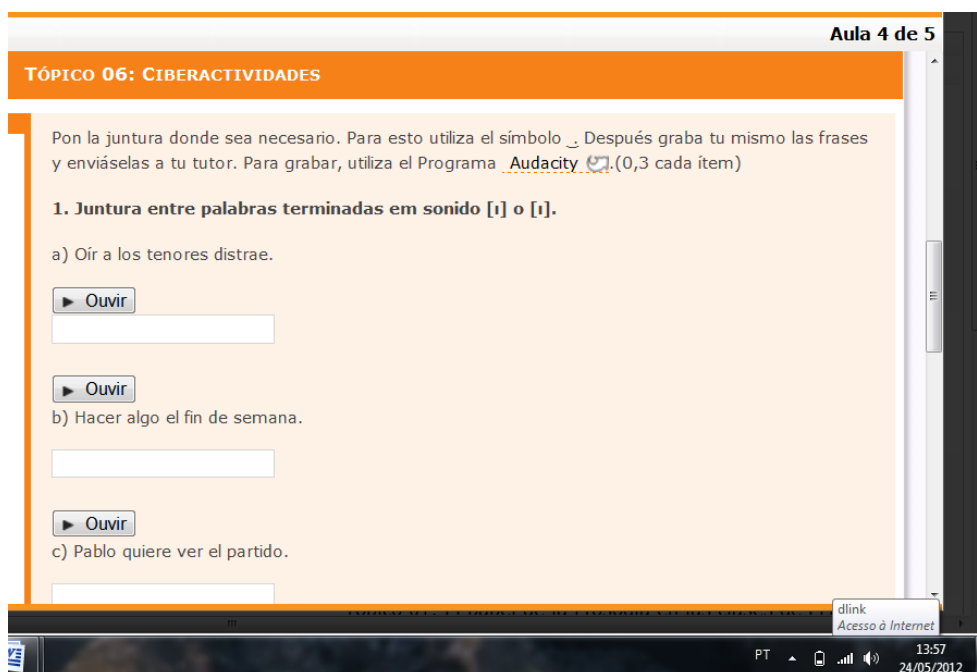 Aula 4 de 5
TÓPICO 06: CIBERACTIVIDADES
Pon la juntura donde sea necesario. Para esto utiliza el símbolo ‿. Después graba tu mismo las frases
y enviáselas a tu tutor. Para grabar, utiliza el Programa Audacity .(0,3 cada ítem)
1. Juntura entre palabras terminadas em sonido [ı] o [ı].
a) Oír a los tenores distrae.
Ouvir
Ouvir
b) Hacer algo el fin de semana.
Ouvir
c) Pablo quiere ver el partido.
dlink
Acesso à Internet
PT
13:57
24/05/2012